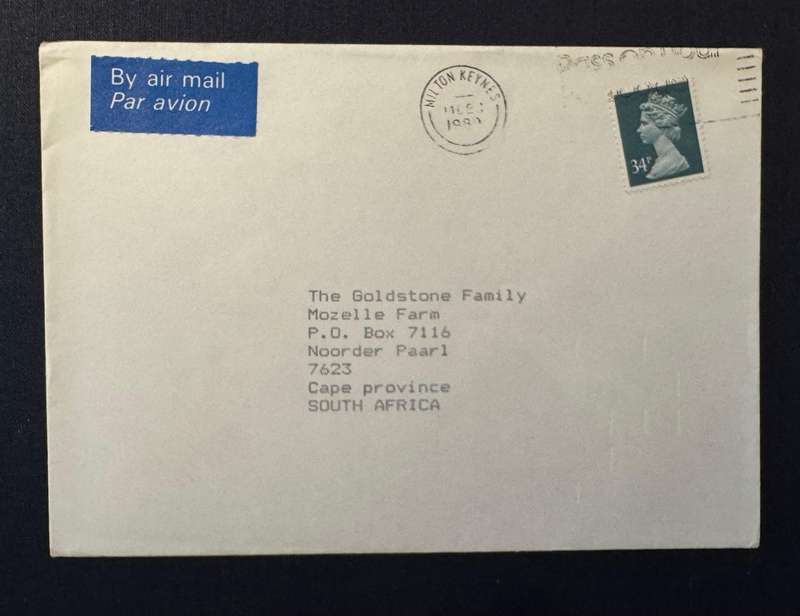 By air mail
Par avion
MILTON KEYNES
1989
34P
The Goldstone Family
Mozelle Farm
P.O. Box 7116
Noorder Paarl
7623
Cape province
SOUTH AFRICA